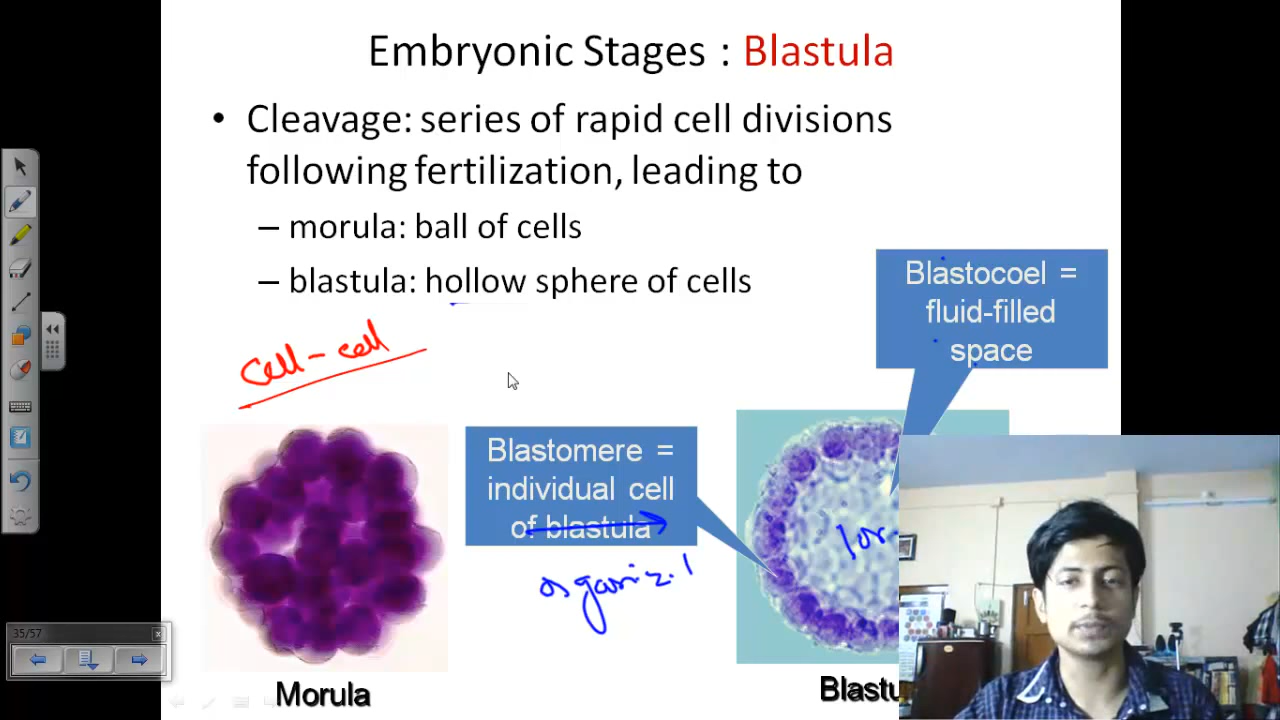 Embryonic Stages : Blastula
• Cleavage: series of rapid cell divisions
following fertilization, leading to
– morula: ball of cells
– blastula: hollow sphere of cells
Blastocoel =
fluid-filled
space
cell - cell
Blastomere =
individual cell
of blastula
35/57
Morula